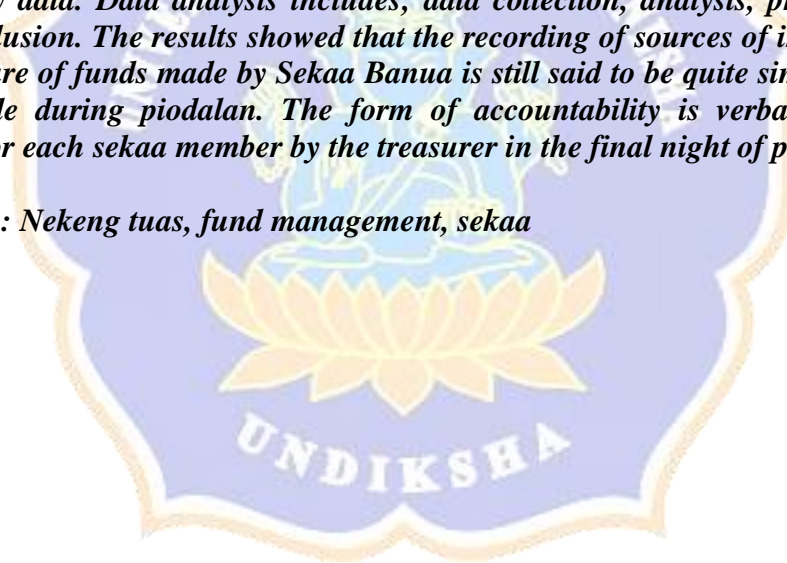 y data. Data analysis includes; data collection, analysis, p
lusion. The results showed that the recording of sources of i
re of funds made by Sekaa Banua is still said to be quite si
le during piodalan. The form of accountability is verba
or each sekaa member by the treasurer in the final night of p
: Nekeng tuas, fund management, sekaa
UNDIKSHA